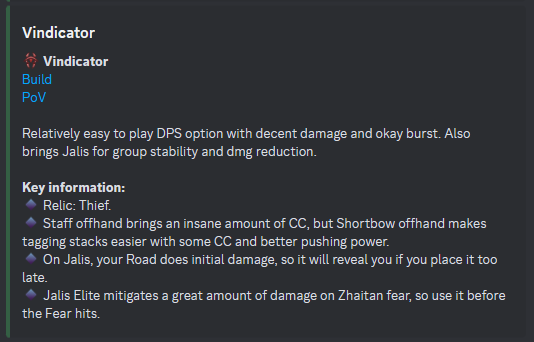 Vindicator
Vindicator
Build
PoV
Relatively easy to play DPS option with decent damage and okay burst. Also
brings Jalis for group stability and dmg reduction.
Key information:
Relic: Thief.
Staff offhand brings an insane amount of CC, but Shortbow offhand makes
tagging stacks easier with some CC and better pushing power.
On Jalis, your Road does initial damage, so it will reveal you if you place it too
late.
Jalis Elite mitigates a great amount of damage on Zhaitan fear, so use it before
the Fear hits.